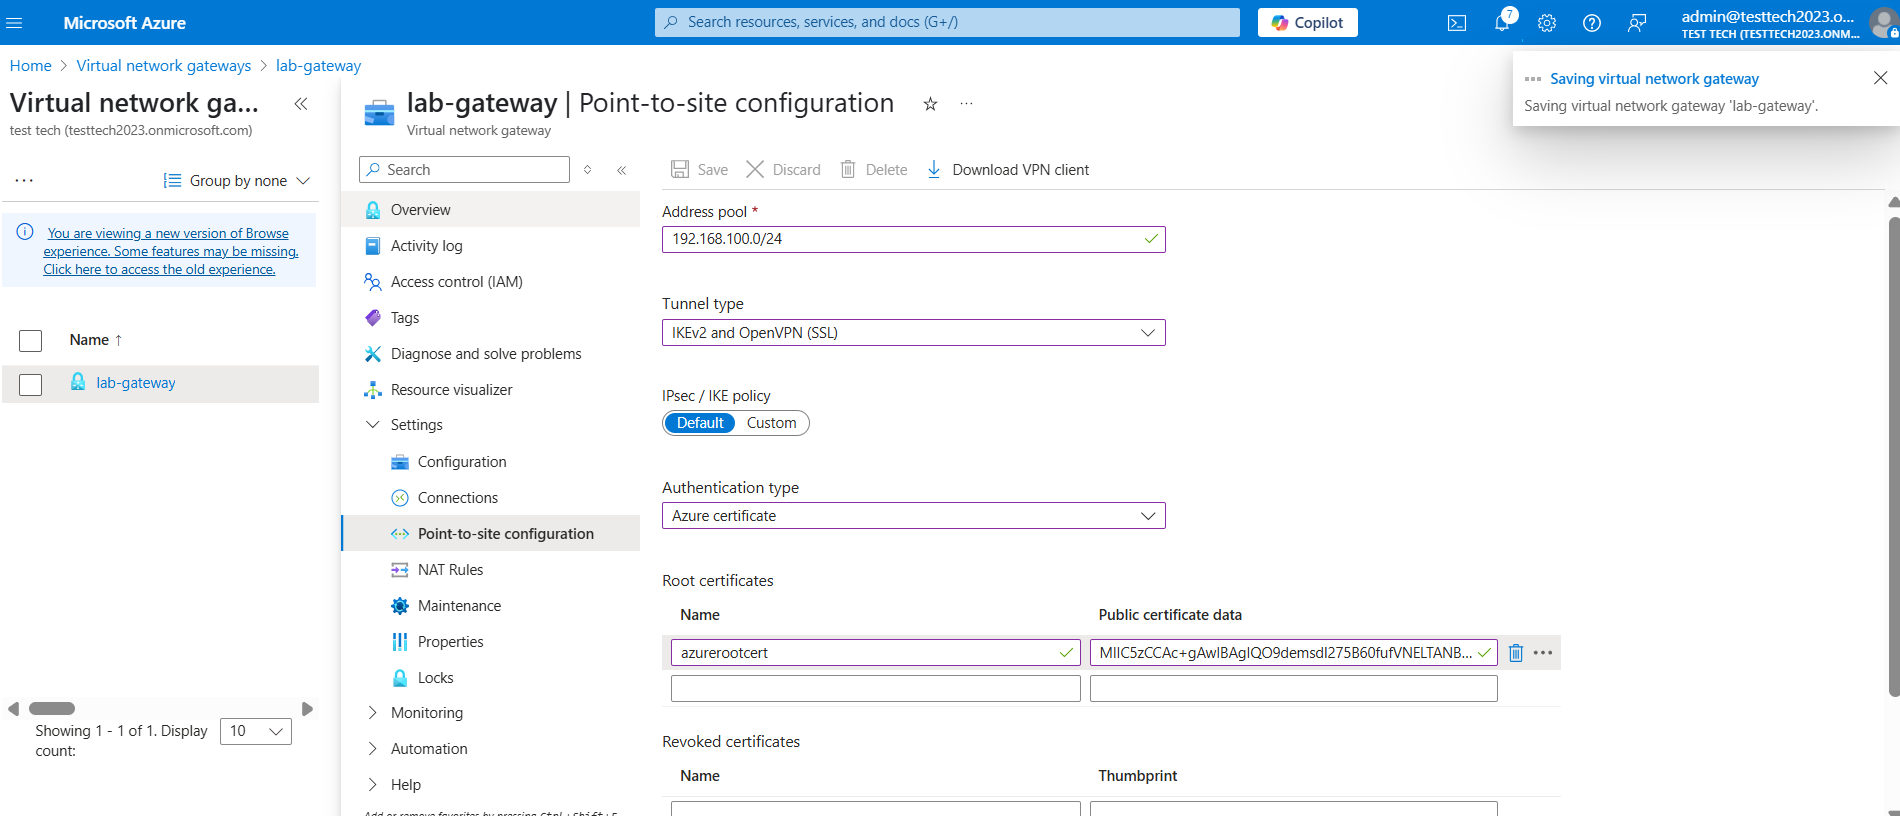 Microsoft Azure
Search resources, services, and docs (G+/)
Copilot
7
admin@testtech2023.o...
TEST TECH (TESTTECH2023.ONM...
Home > Virtual network gateways > lab-gateway
Saving virtual network gateway
Saving virtual network gateway 'lab-gateway'.
Virtual network ga...
test tech (testtech2023.onmicrosoft.com)
Group by none
You are viewing a new version of Browse
experience. Some features may be missing.
Click here to access the old experience.
Name ↑
lab-gateway
Showing 1 - 1 of 1. Display
count:
10
lab-gateway | Point-to-site configuration
Virtual network gateway
Search
Overview
Activity log
Access control (IAM)
Tags
Diagnose and solve problems
Resource visualizer
Settings
Configuration
Connections
Point-to-site configuration
NAT Rules
Maintenance
Properties
Locks
Monitoring
Automation
Help
Save
Discard
Delete
Download VPN client
Address pool *
192.168.100.0/24
Tunnel type
IKEv2 and OpenVPN (SSL)
IPsec / IKE policy
Default
Custom
Authentication type
Azure certificate
Root certificates
Name
Public certificate data
azurerootcert
MIIC5zCCAc+gAwIBAgIQO9demsdI275B60fufVNELTANB...
Revoked certificates
Name
Thumbprint